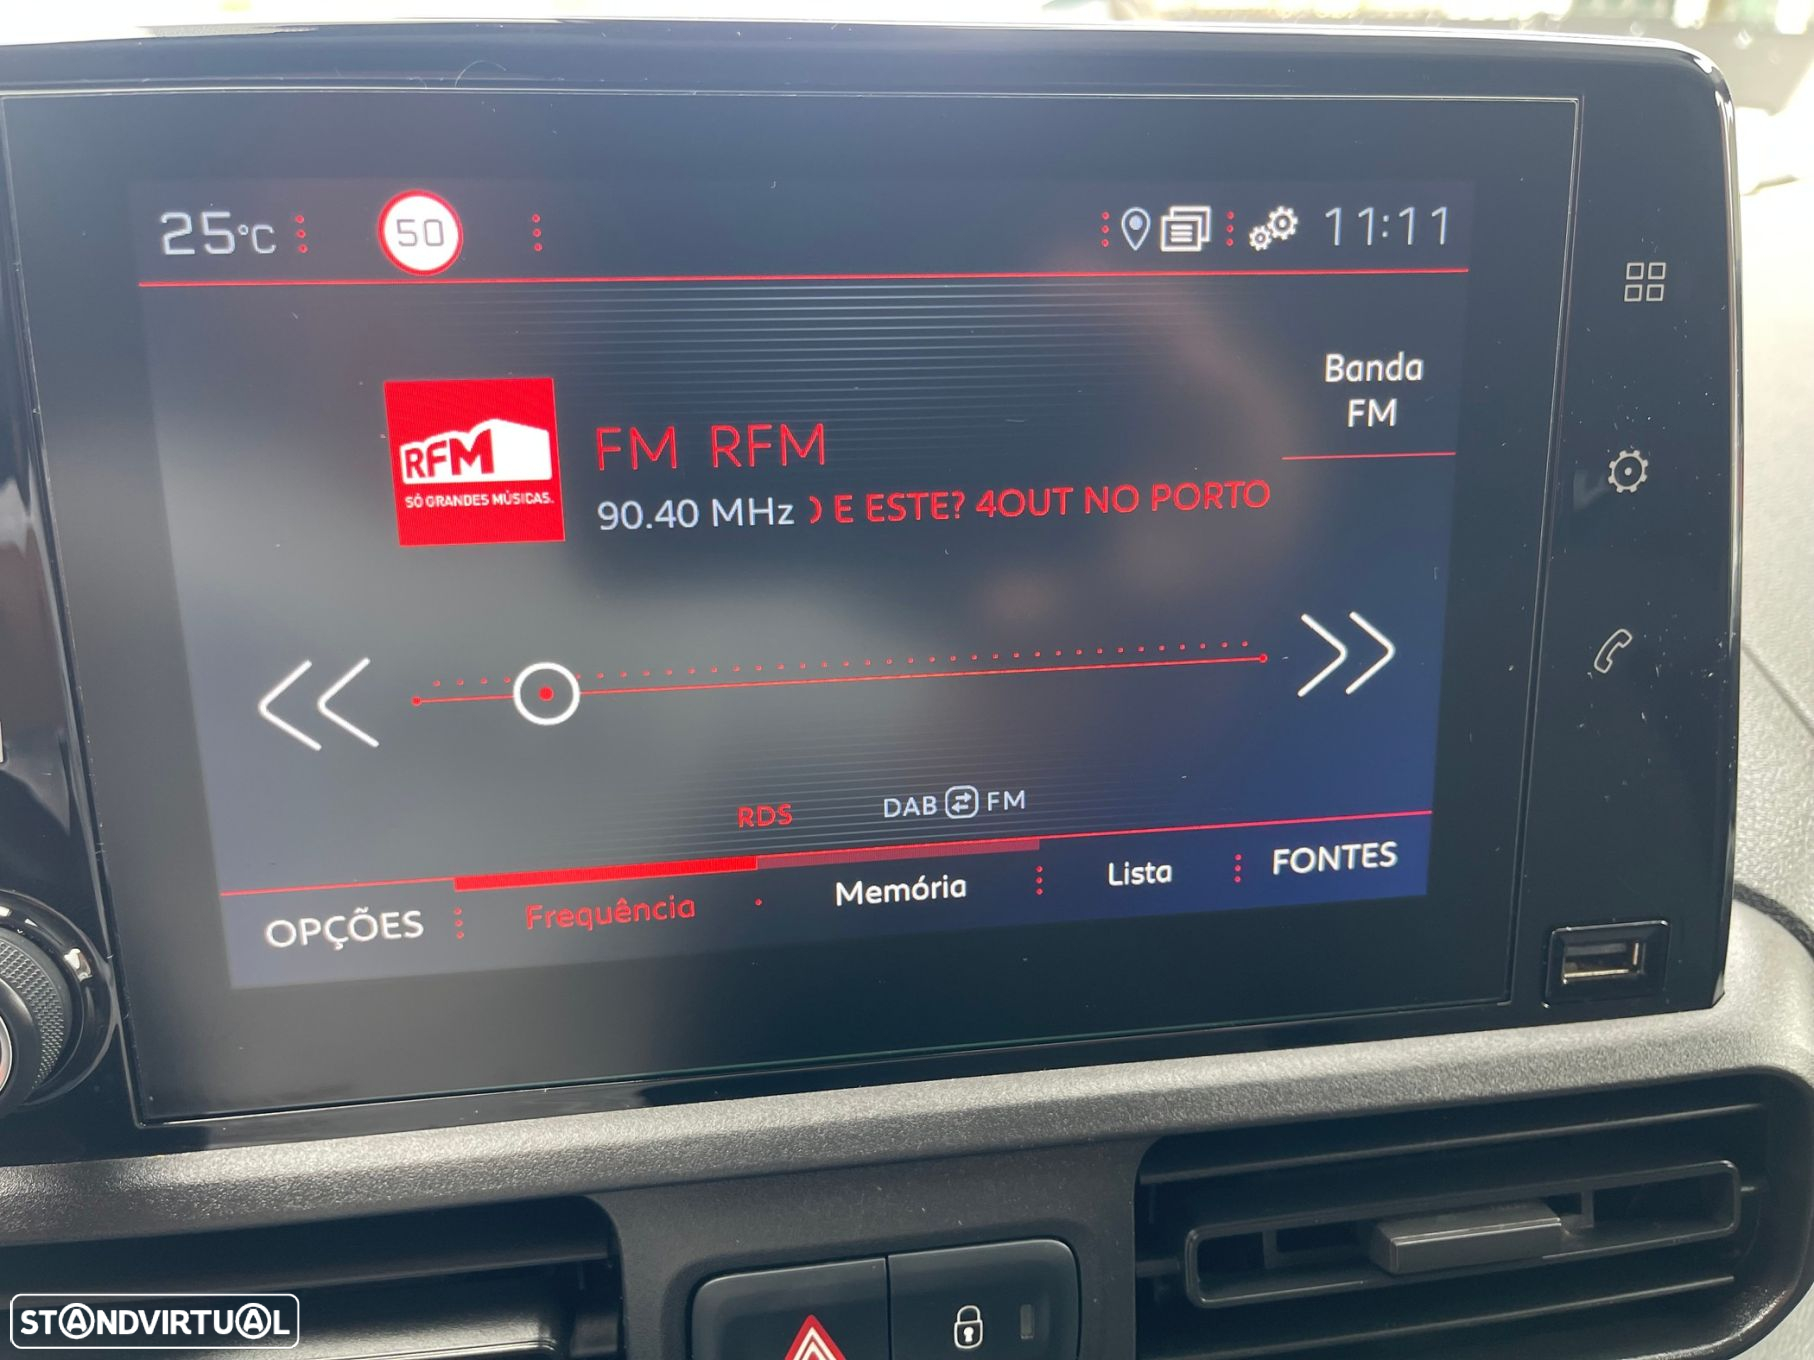 25°C 50 11:11
Banda
FM
RFM
SÓ GRANDES MÚSICAS.
FM RFM
90.40 MHz ) E ESTE? 4OUT NO PORTO
RDS DAB FM
OPÇÕES Frequência Memória Lista FONTES
STANDVIRTUAL